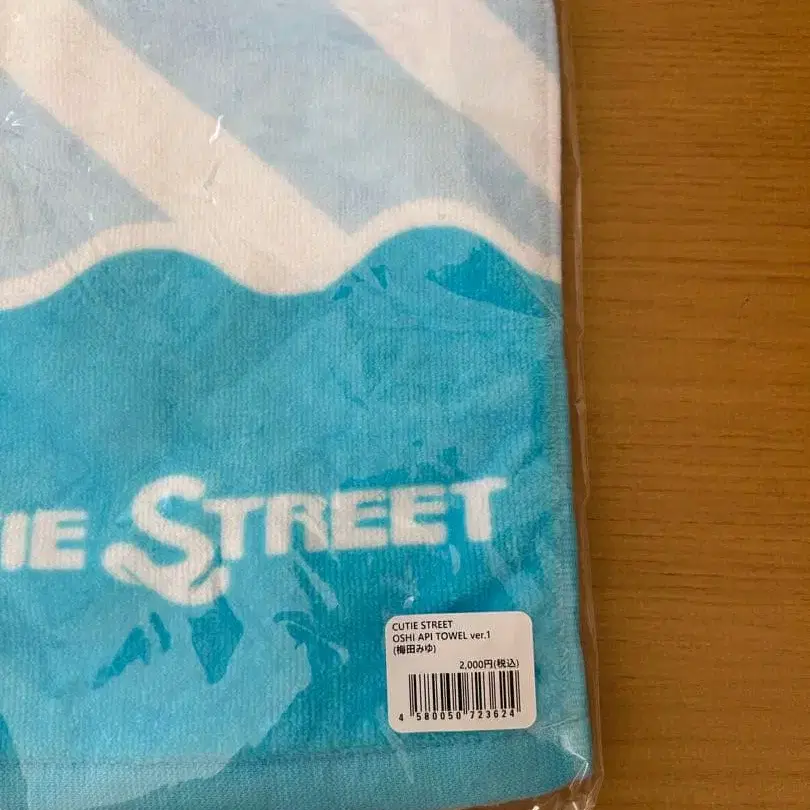 TIE STREET
CUTIE STREET
OSHI API TOWEL ver.1
(梅田みゆ)
2,000円(税込)
4 580050 723624